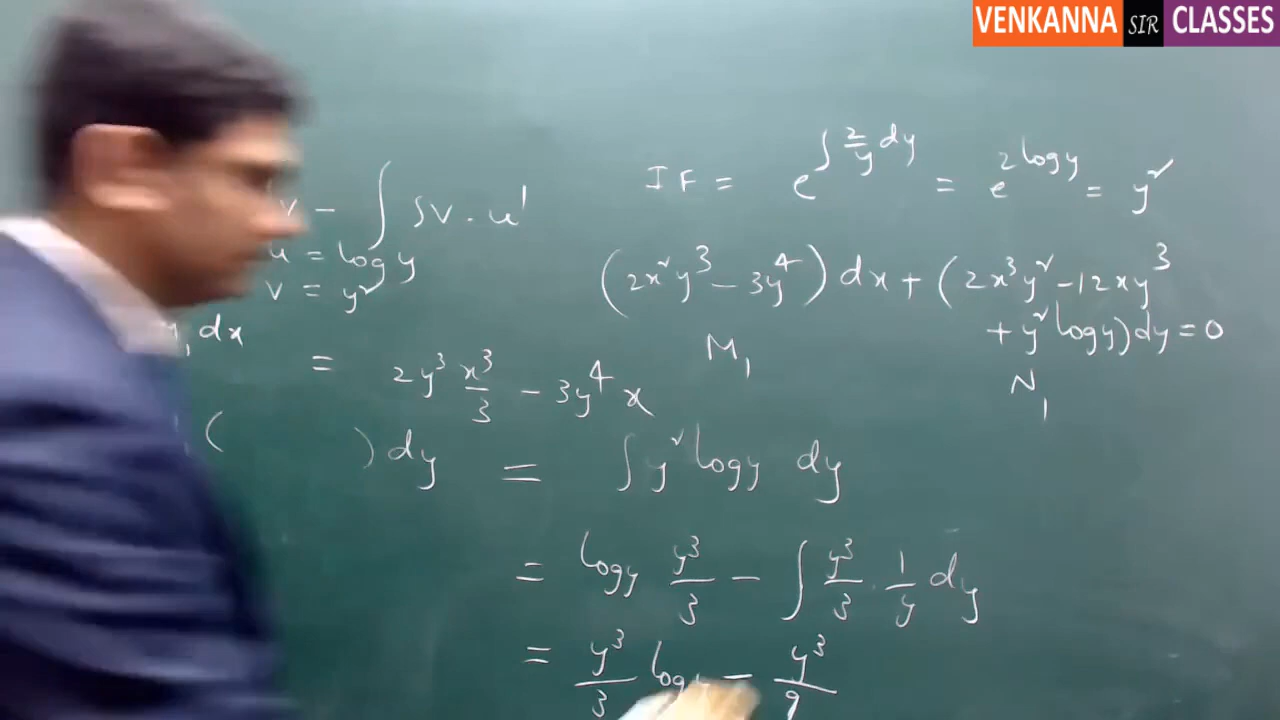 VENKANNA SIR CLASSES
IF = e^{∫ 2/y dy} = e^{2 log y} = y²
v - ∫ ∫v · u'
u = log y
v = y²
(2x²y³ - 3y⁴) dx + (2x³y² - 12xy³
+ y² log y) dy = 0
M₁
N₁
dx = 2y³ x³/3 - 3y⁴ x
( ) dy = ∫ y² log y dy
= log y y³/3 - ∫ y³/3 · 1/y dy
= y³/3 log y - y³/9